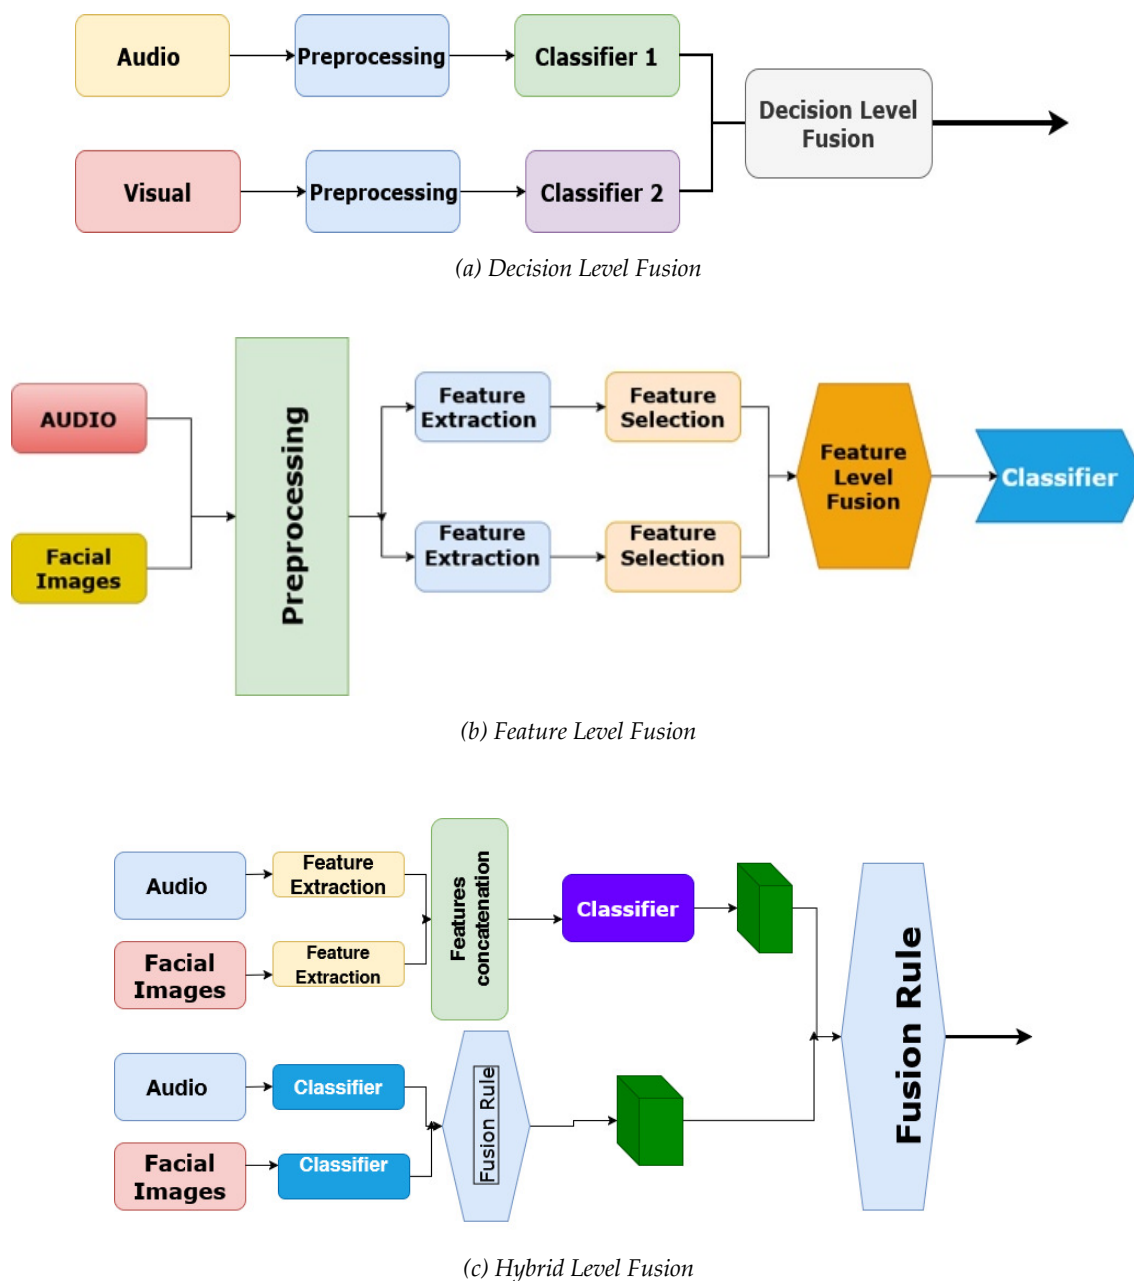 Audio
Preprocessing
Classifier 1
Decision Level
Fusion
Visual
Preprocessing
Classifier 2
(a) Decision Level Fusion
AUDIO
Facial
Images
Preprocessing
Feature
Extraction
Feature
Selection
Feature
Extraction
Feature
Selection
Feature
Level
Fusion
Classifier
(b) Feature Level Fusion
Audio
Feature
Extraction
Facial
Images
Feature
Extraction
Features
concatenation
Classifier
Audio
Classifier
Facial
Images
Classifier
Fusion Rule
Fusion Rule
(c) Hybrid Level Fusion